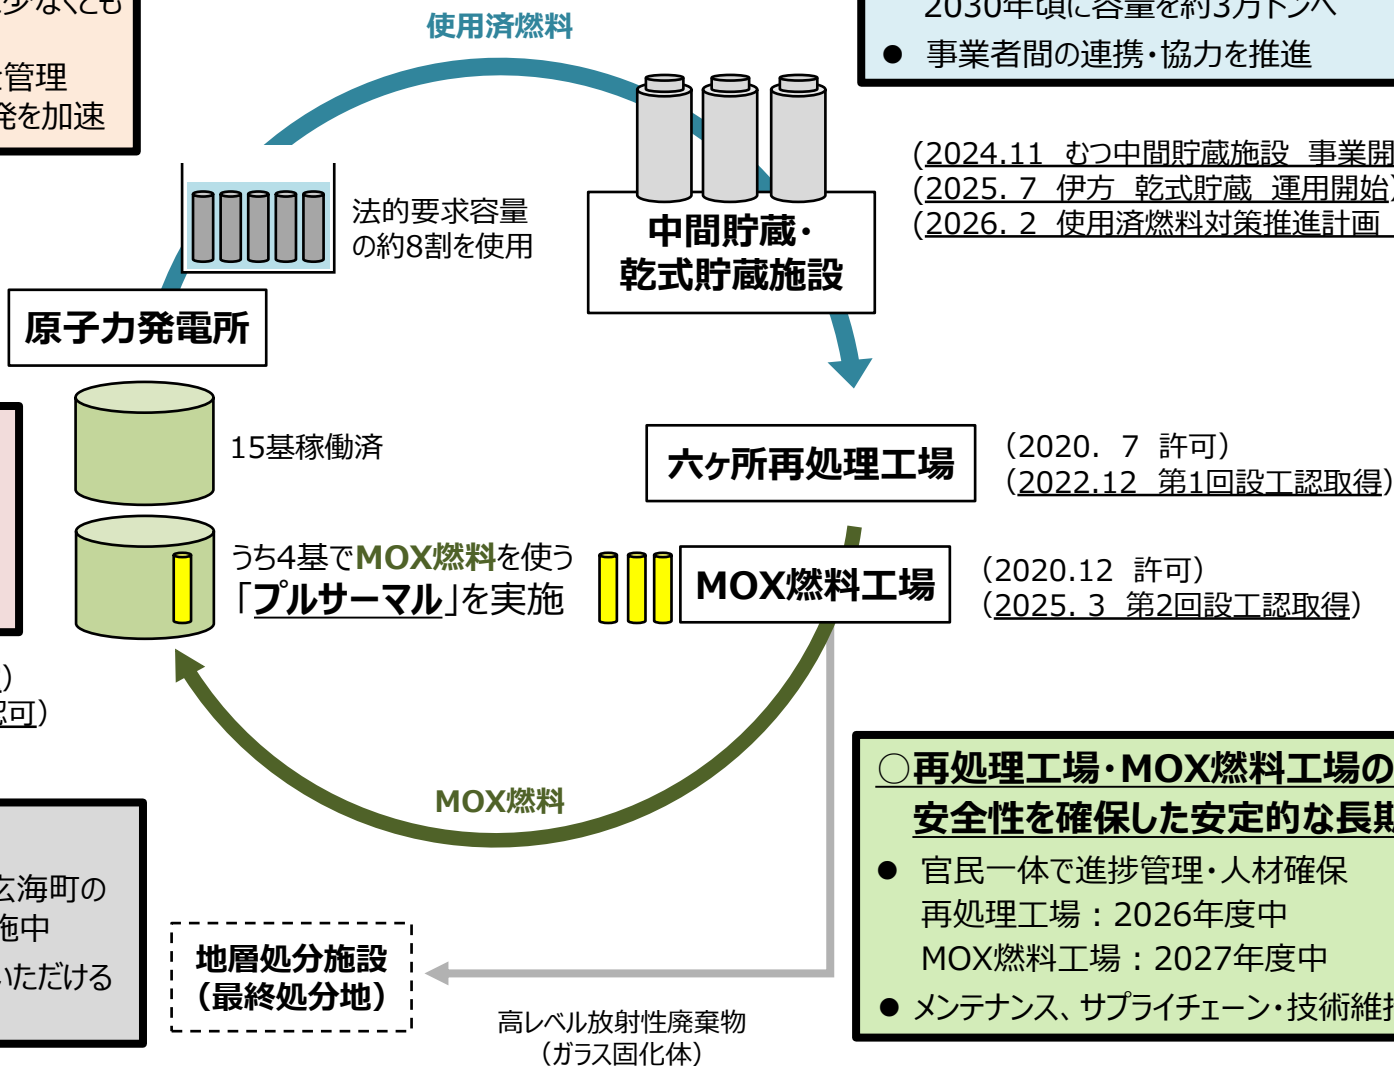 少なくとも
管理
発を加速
使用済燃料
2030年頃に容量を約3万トンへ
● 事業者間の連携・協力を推進
(2024.11 むつ中間貯蔵施設 事業開
(2025. 7 伊方 乾式貯蔵 運用開始)
(2026. 2 使用済燃料対策推進計画
法的要求容量
の約8割を使用
中間貯蔵・
乾式貯蔵施設
原子力発電所
15基稼働済
六ヶ所再処理工場
（2020. 7 許可）
（2022.12 第1回設工認取得）
うち4基でMOX燃料を使う
「プルサーマル」を実施
MOX燃料工場
（2020.12 許可）
（2025. 3 第2回設工認取得）
）
認可）
MOX燃料
○再処理工場・MOX燃料工場の
安全性を確保した安定的な長期
● 官民一体で進捗管理・人材確保
再処理工場：2026年度中
MOX燃料工場：2027年度中
● メンテナンス、サプライチェーン・技術維持
玄海町の
施中
いただける
地層処分施設
（最終処分地）
高レベル放射性廃棄物
（ガラス固化体）